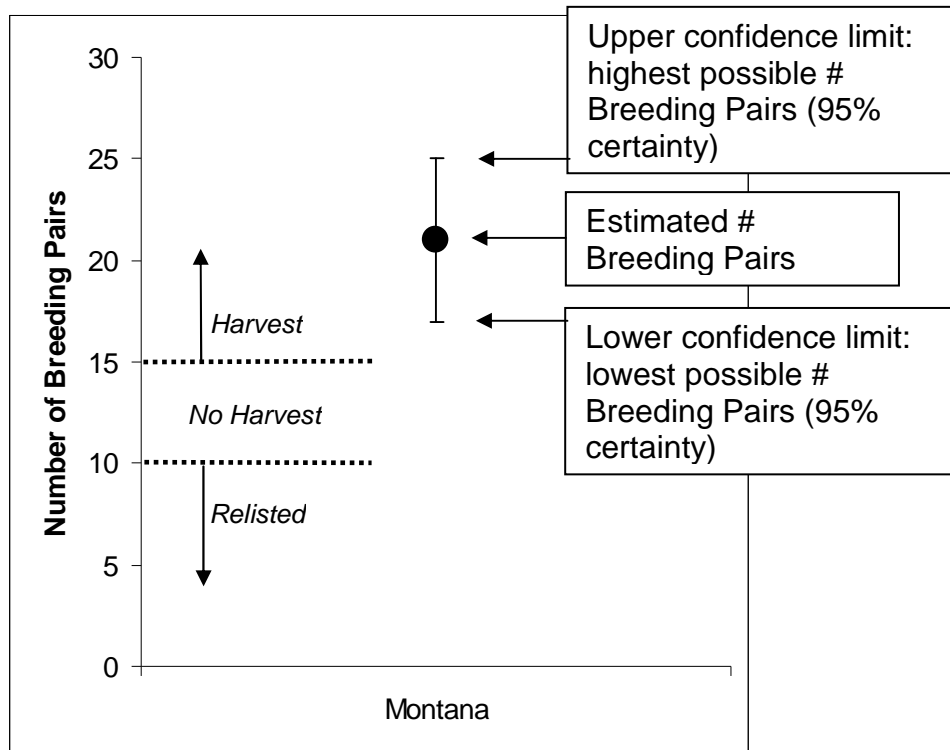 Upper confidence limit:
highest possible #
Breeding Pairs (95%
certainty)
Estimated #
Breeding Pairs
Lower confidence limit:
lowest possible #
Breeding Pairs (95%
certainty)
Number of Breeding Pairs
30
25
20
15
10
5
0
Harvest
No Harvest
Relisted
Montana